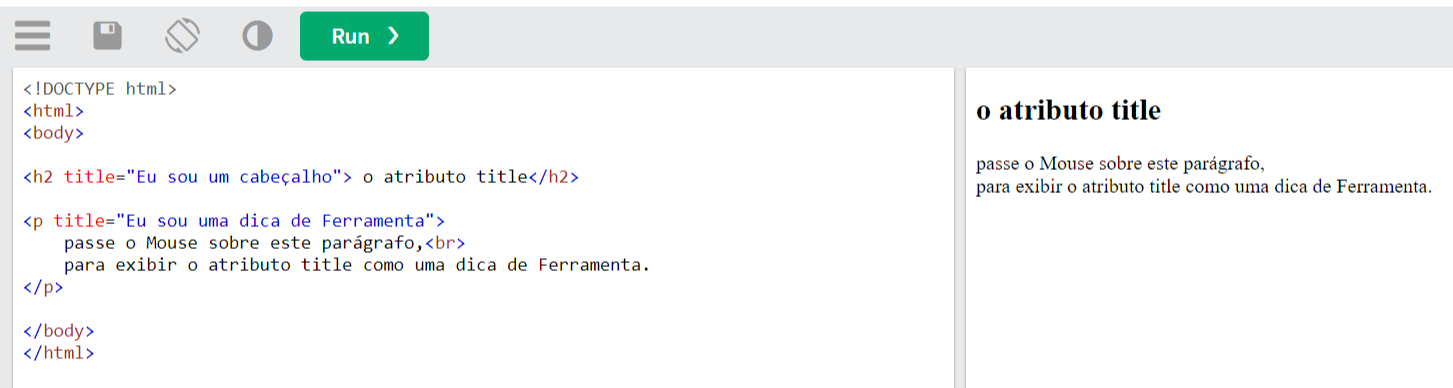 Run ❯
<!DOCTYPE html>
<html>
<body>
<h2 title="Eu sou um cabeçalho"> o atributo title</h2>
<p title="Eu sou uma dica de Ferramenta">
passe o Mouse sobre este parágrafo,<br>
para exibir o atributo title como uma dica de Ferramenta.
</p>
</body>
</html>
o atributo title
passe o Mouse sobre este parágrafo,
para exibir o atributo title como uma dica de Ferramenta.